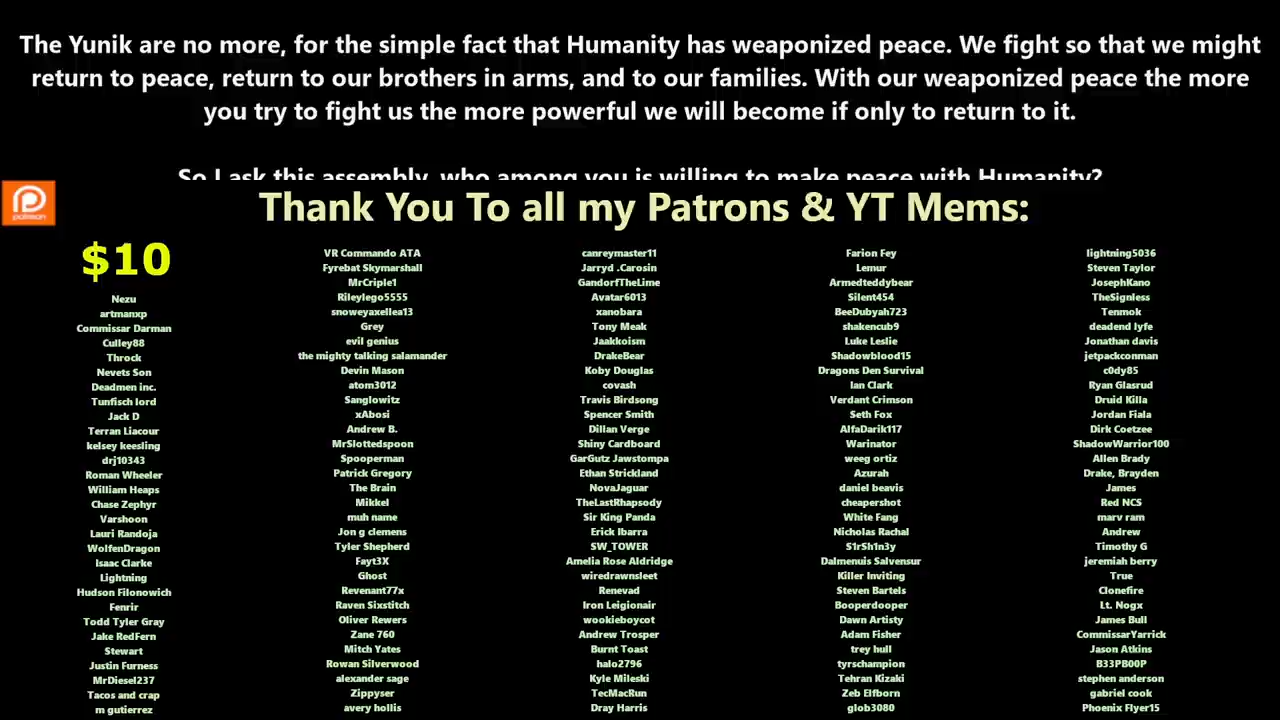 The Yunik are no more, for the simple fact that Humanity has weaponized peace. We fight so that we might
return to peace, return to our brothers in arms, and to our families. With our weaponized peace the more
you try to fight us the more powerful we will become if only to return to it.
So I ask this assembly, who among you is willing to make peace with Humanity?
patreon
Thank You To all my Patrons & YT Mems:
$10
Nezu
artmanxp
Commissar Darman
Culley88
Throck
Nevets Son
Deadmen inc.
Tunfisch lord
Jack D
Terran Liacour
kelsey keesling
drj10343
Roman Wheeler
William Heaps
Chase Zephyr
Varshoon
Lauri Randoja
WolfenDragon
Isaac Clarke
Lightning
Hudson Filonowich
Fenrir
Todd Tyler Gray
Jake RedFern
Stewart
Justin Furness
MrDiesel237
Tacos and crap
m gutierrez
VR Commando ATA
Fyrebat Skymarshall
MrCriple1
Rileylego5555
snoweyaxellea13
Grey
evil genius
the mighty talking salamander
Devin Mason
atom3012
Sanglowitz
xAbosi
Andrew B.
MrSlottedspoon
Spooperman
Patrick Gregory
The Brain
Mikkel
muh name
Jon g clemens
Tyler Shepherd
Fayt3X
Ghost
Revenant77x
Raven Sixstitch
Oliver Rewers
Zane 760
Mitch Yates
Rowan Silverwood
alexander sage
Zippyser
avery hollis
canreymaster11
Jarryd .Carosin
GandorfTheLime
Avatar6013
xanobara
Tony Meak
Jaakkoism
DrakeBear
Koby Douglas
covash
Travis Birdsong
Spencer Smith
Dillan Verge
Shiny Cardboard
GarGutz Jawstompa
Ethan Strickland
NovaJaguar
TheLastRhapsody
Sir King Panda
Erick Ibarra
SW_TOWER
Amelia Rose Aldridge
wiredrawnsleet
Renevad
Iron Leigionair
wookieboycot
Andrew Trosper
Burnt Toast
halo2796
Kyle Mileski
TecMacRun
Dray Harris
Farion Fey
Lemur
Armedteddybear
Silent454
BeeDubyah723
shakencub9
Luke Leslie
Shadowblood15
Dragons Den Survival
Ian Clark
Verdant Crimson
Seth Fox
AlfaDarik117
Warinator
weeg ortiz
Azurah
daniel beavis
cheapershot
White Fang
Nicholas Rachal
S1rSh1n3y
Dalmenuis Salvensur
Killer Inviting
Steven Bartels
Booperdooper
Dawn Artisty
Adam Fisher
trey hull
tyrschampion
Tehran Kizaki
Zeb Elfborn
glob3080
lightning5036
Steven Taylor
JosephKano
TheSignless
Tenmok
deadend lyfe
Jonathan davis
jetpackconman
c0dy85
Ryan Glasrud
Druid Killa
Jordan Fiala
Dirk Coetzee
ShadowWarrior100
Allen Brady
Drake, Brayden
James
Red NCS
marv ram
Andrew
Timothy G
jeremiah berry
True
Clonefire
Lt. Nogx
James Bull
CommissarYarrick
Jason Atkins
B33PB00P
stephen anderson
gabriel cook
Phoenix Flyer15